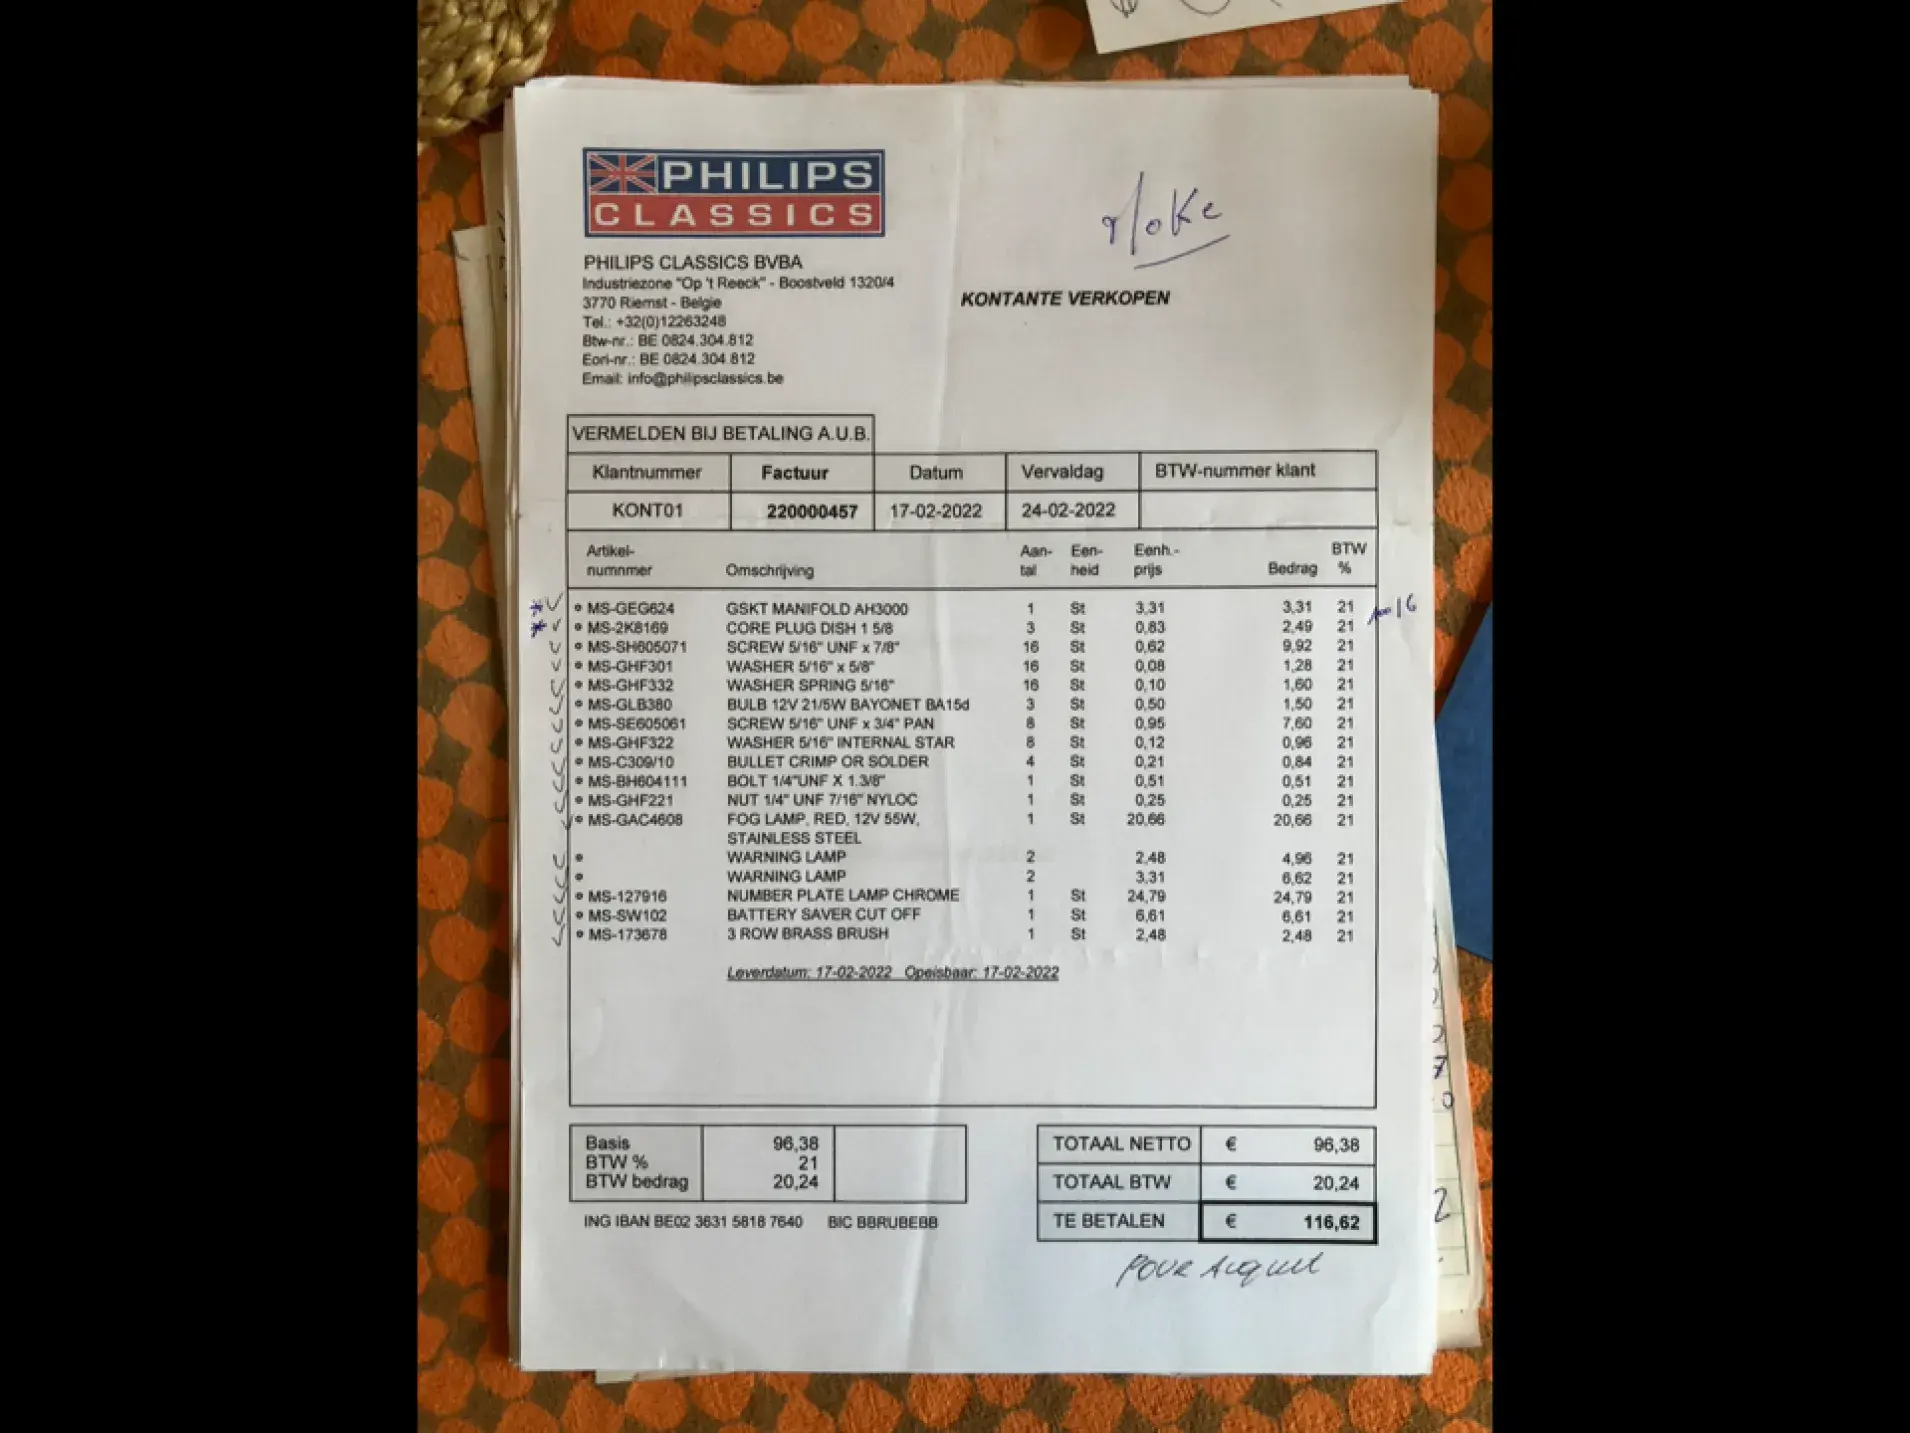 PHILIPS
CLASSICS
Moke
PHILIPS CLASSICS BVBA
Industriezone "Op 't Reeck" - Boostveld 1320/4
3770 Riemst - Belgie
Tel.: +32(0)12263248
Btw-nr.: BE 0824.304.812
Eori-nr.: BE 0824.304.812
Email: info@philipsclassics.be
KONTANTE VERKOPEN
VERMELDEN BIJ BETALING A.U.B.
Klantnummer Factuur Datum Vervaldag BTW-nummer klant
KONT01 220000457 17-02-2022 24-02-2022
Artikel- Aan- Een- Eenh.- BTW
numnmer Omschrijving tal heid prijs Bedrag %
MS-GEG624 GSKT MANIFOLD AH3000 1 St 3,31 3,31 21
MS-2K8169 CORE PLUG DISH 1 5/8 3 St 0,83 2,49 21
MS-SH605071 SCREW 5/16" UNF x 7/8" 16 St 0,62 9,92 21
MS-GHF301 WASHER 5/16" x 5/8" 16 St 0,08 1,28 21
MS-GHF332 WASHER SPRING 5/16" 16 St 0,10 1,60 21
MS-GLB380 BULB 12V 21/5W BAYONET BA15d 3 St 0,50 1,50 21
MS-SE605061 SCREW 5/16" UNF x 3/4" PAN 8 St 0,95 7,60 21
MS-GHF322 WASHER 5/16" INTERNAL STAR 8 St 0,12 0,96 21
MS-C309/10 BULLET CRIMP OR SOLDER 4 St 0,21 0,84 21
MS-BH604111 BOLT 1/4"UNF X 1.3/8" 1 St 0,51 0,51 21
MS-GHF221 NUT 1/4" UNF 7/16" NYLOC 1 St 0,25 0,25 21
MS-GAC4608 FOG LAMP, RED, 12V 55W, 1 St 20,66 20,66 21
STAINLESS STEEL
WARNING LAMP 2 2,48 4,96 21
WARNING LAMP 2 3,31 6,62 21
MS-127916 NUMBER PLATE LAMP CHROME 1 St 24,79 24,79 21
MS-SW102 BATTERY SAVER CUT OFF 1 St 6,61 6,61 21
MS-173678 3 ROW BRASS BRUSH 1 St 2,48 2,48 21
Leverdatum: 17-02-2022 Opeisbaar: 17-02-2022
Basis 96,38
BTW % 21
BTW bedrag 20,24
TOTAAL NETTO € 96,38
TOTAAL BTW € 20,24
TE BETALEN € 116,62
ING IBAN BE02 3631 5818 7640 BIC BBRUBEBB
POUR